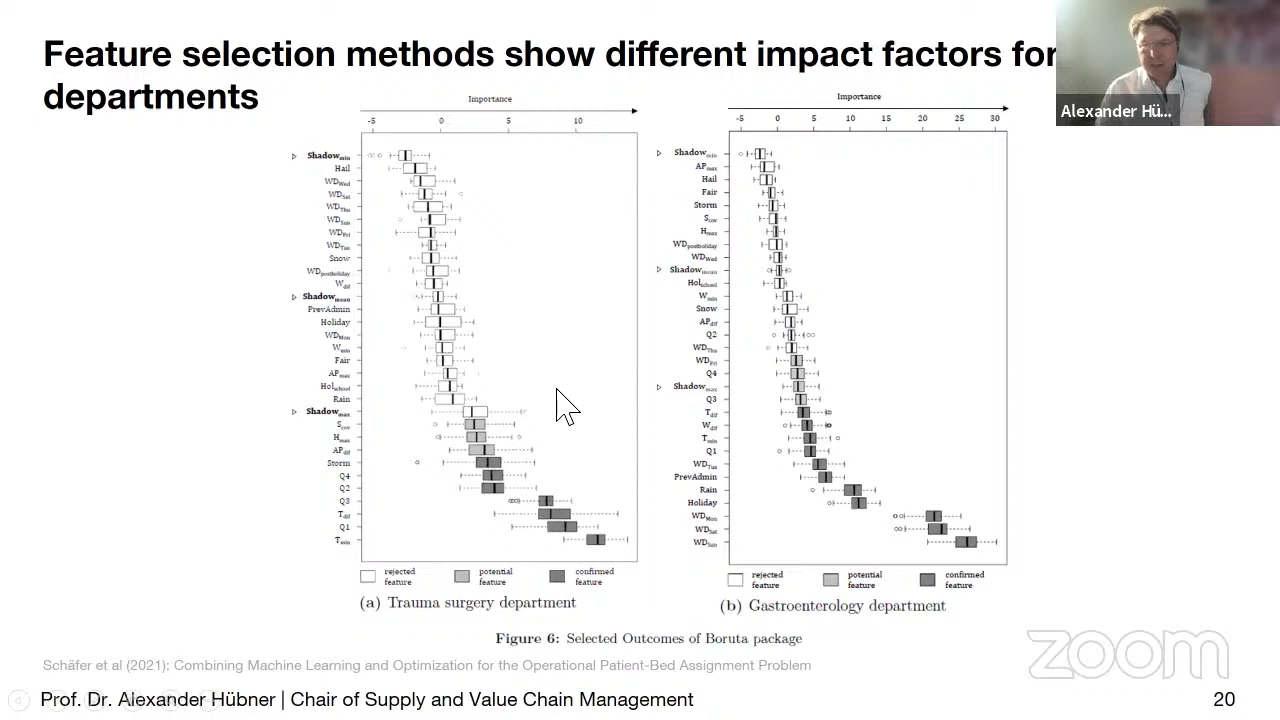 Feature selection methods show different impact factors for
departments
Alexander Hü...
Importance
-5 0 5 10
Shadowmin
Hail
WDWed
WDSat
WDThu
WDSun
WDFri
WDTue
Snow
WDpostholiday
Wdif
Shadowmean
PrevAdmin
Holiday
WDMon
Wmin
Fair
APmax
Holschool
Rain
Shadowmax
Scov
Hmax
APdif
Storm
Q4
Q2
Q3
Tdif
Q1
Tmin
rejected feature
potential feature
confirmed feature
(a) Trauma surgery department
Importance
-5 0 5 10 15 20 25 30
Shadowmin
APmax
Hail
Fair
Storm
Scov
Hmax
WDpostholiday
WDWed
Shadowmean
Holschool
Wmin
Snow
APdif
Q2
WDThu
WDFri
Q4
Shadowmax
Q3
Tdif
Wdif
Tmin
Q1
WDTue
PrevAdmin
Rain
Holiday
WDMon
WDSat
WDSun
rejected feature
potential feature
confirmed feature
(b) Gastroenterology department
Figure 6: Selected Outcomes of Boruta package
zoom
Schäfer et al (2021): Combining Machine Learning and Optimization for the Operational Patient-Bed Assignment Problem
Prof. Dr. Alexander Hübner | Chair of Supply and Value Chain Management
20